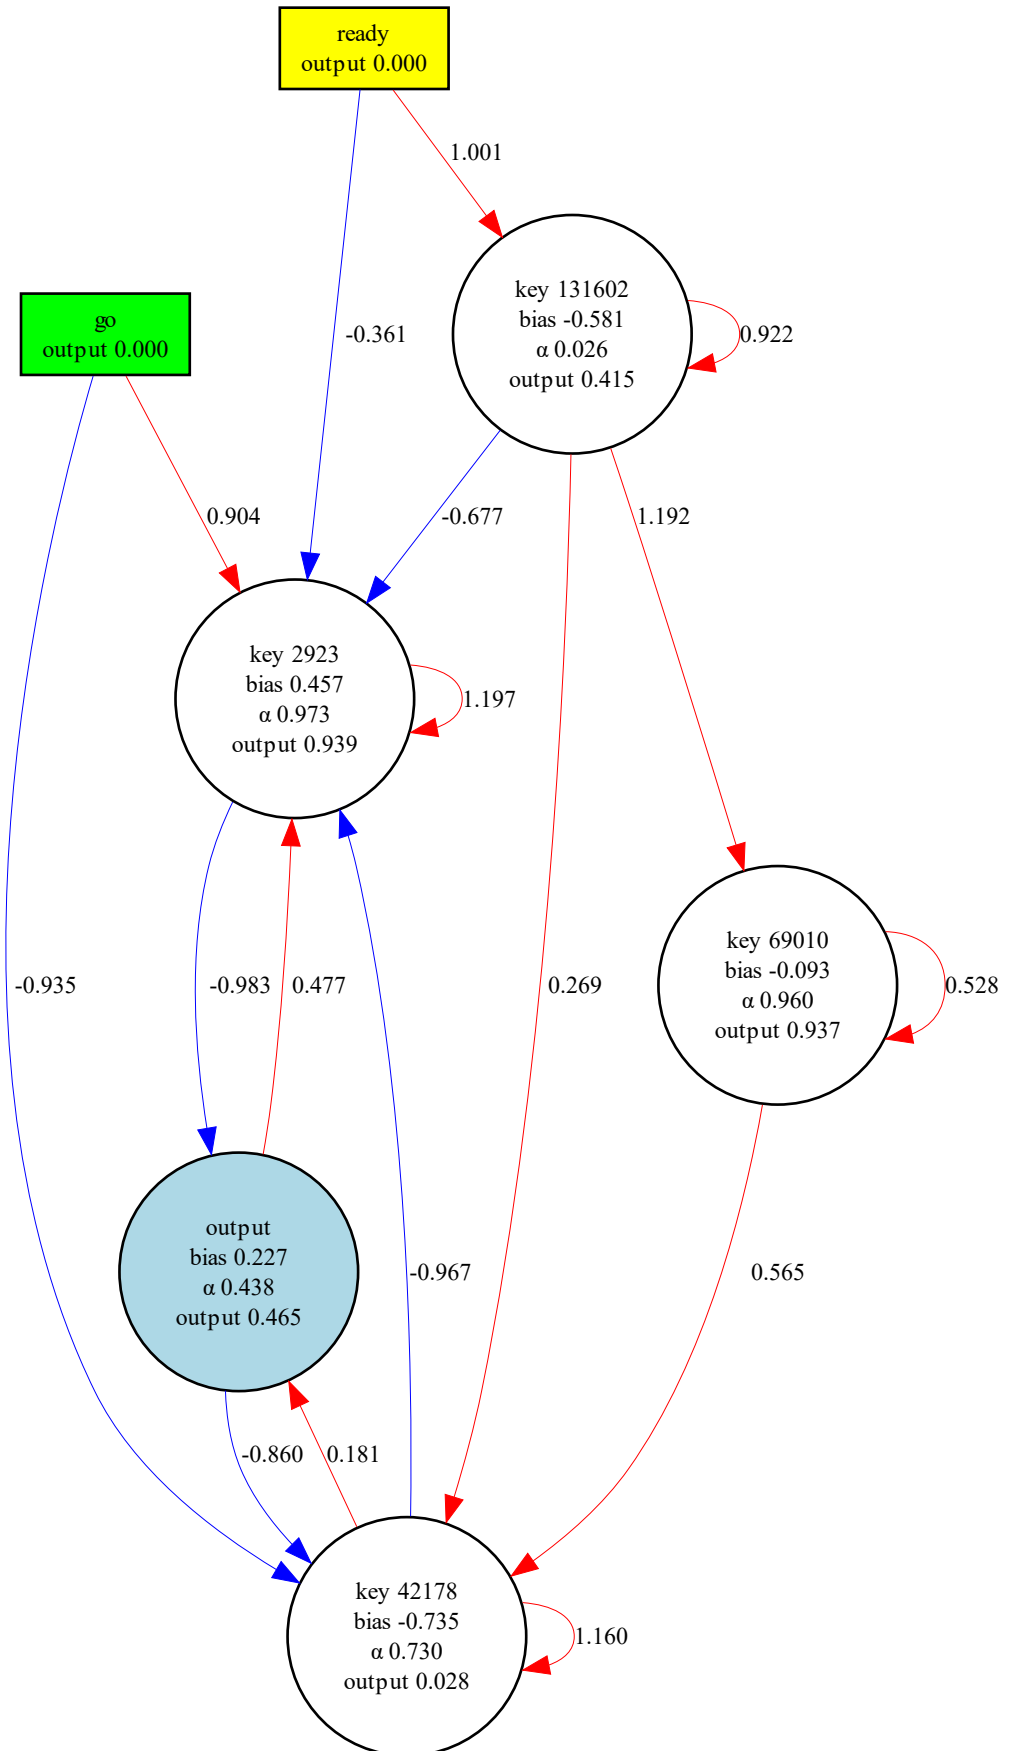 ready
output 0.000
1.001
key 131602
bias -0.581
α 0.026
output 0.415
0.922
-0.361
go
output 0.000
0.904
-0.677
1.192
key 2923
bias 0.457
α 0.973
output 0.939
1.197
key 69010
bias -0.093
α 0.960
output 0.937
0.528
-0.935
-0.983
0.477
0.269
output
bias 0.227
α 0.438
output 0.465
-0.967
0.565
-0.860
0.181
key 42178
bias -0.735
α 0.730
output 0.028
1.160